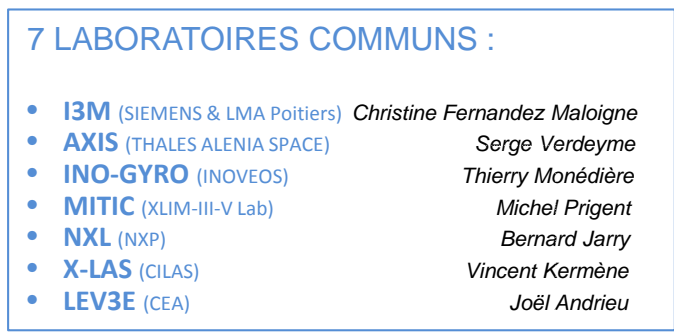 7 LABORATOIRES COMMUNS :
• I3M (SIEMENS & LMA Poitiers) Christine Fernandez Maloigne
• AXIS (THALES ALENIA SPACE) Serge Verdeyme
• INO-GYRO (INOVEOS) Thierry Monédière
• MITIC (XLIM-III-V Lab) Michel Prigent
• NXL (NXP) Bernard Jarry
• X-LAS (CILAS) Vincent Kermène
• LEV3E (CEA) Joël Andrieu